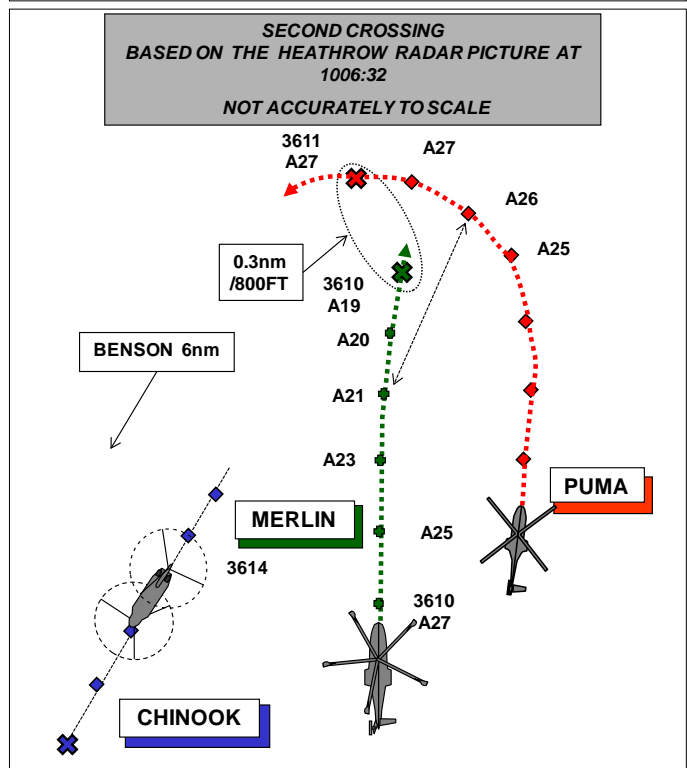 SECOND CROSSING
BASED ON THE HEATHROW RADAR PICTURE AT
1006:32
NOT ACCURATELY TO SCALE
3611
A27
A27
A26
A25
0.3nm
/800FT
3610
A19
A20
BENSON 6nm
A21
A23
PUMA
MERLIN
A25
3614
3610
A27
CHINOOK